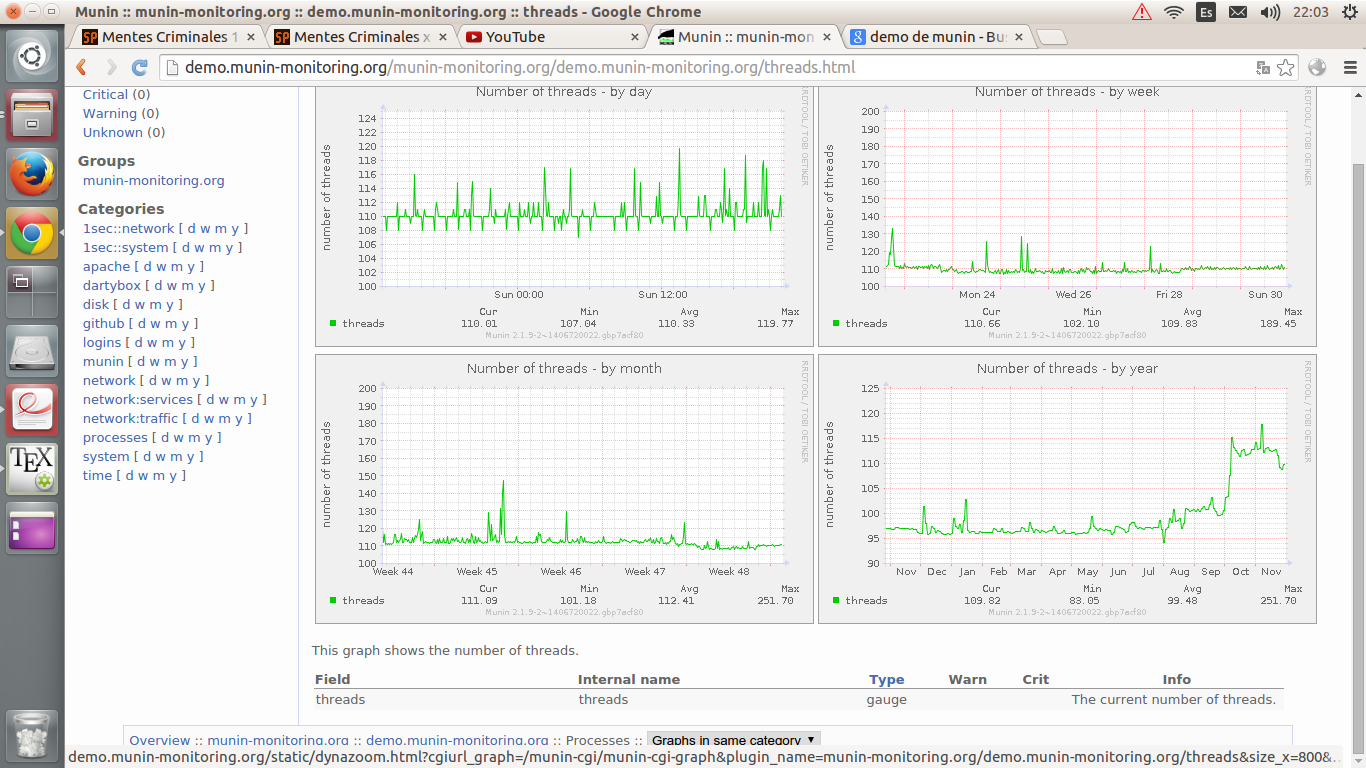 Munin :: munin-monitoring.org :: demo.munin-monitoring.org :: threads - Google Chrome
Es
22:03
Mentes Criminales 1
Mentes Criminales x
YouTube
Munin :: munin-mon
demo de munin - Bus
demo.munin-monitoring.org/munin-monitoring.org/demo.munin-monitoring.org/threads.html
Critical (0)
Warning (0)
Unknown (0)
Groups
munin-monitoring.org
Categories
1sec::network [ d w m y ]
1sec::system [ d w m y ]
apache [ d w m y ]
dartybox [ d w m y ]
disk [ d w m y ]
github [ d w m y ]
logins [ d w m y ]
munin [ d w m y ]
network [ d w m y ]
network:services [ d w m y ]
network:traffic [ d w m y ]
processes [ d w m y ]
system [ d w m y ]
time [ d w m y ]
Number of threads - by day
RRDTOOL / TOBI OETIKER
number of threads
124
122
120
118
116
114
112
110
108
106
104
102
100
Sun 00:00 Sun 12:00
Cur Min Avg Max
threads 110.01 107.04 110.33 119.77
Munin 2.1.9-2~1406720022.gbp7acf80
Number of threads - by week
RRDTOOL / TOBI OETIKER
number of threads
200
190
180
170
160
150
140
130
120
110
100
Mon 24 Wed 26 Fri 28 Sun 30
Cur Min Avg Max
threads 110.66 102.10 109.83 189.45
Munin 2.1.9-2~1406720022.gbp7acf80
Number of threads - by month
RRDTOOL / TOBI OETIKER
number of threads
200
190
180
170
160
150
140
130
120
110
100
Week 44 Week 45 Week 46 Week 47 Week 48
Cur Min Avg Max
threads 111.09 101.18 112.41 251.70
Munin 2.1.9-2~1406720022.gbp7acf80
Number of threads - by year
RRDTOOL / TOBI OETIKER
number of threads
125
115
110
105
100
95
90
Nov Dec Jan Feb Mar Apr May Jun Jul Aug Sep Oct Nov
Cur Min Avg Max
threads 109.82 83.05 99.48 251.70
Munin 2.1.9-2~1406720022.gbp7acf80
This graph shows the number of threads.
Field Internal name Type Warn Crit Info
threads threads gauge The current number of threads.
Overview :: munin-monitoring.org :: demo.munin-monitoring.org :: Processes :: Graphs in same category
demo.munin-monitoring.org/static/dynazoom.html?cgiurl_graph=/munin-cgi/munin-cgi-graph&plugin_name=munin-monitoring.org/demo.munin-monitoring.org/threads&size_x=800&...
TEX